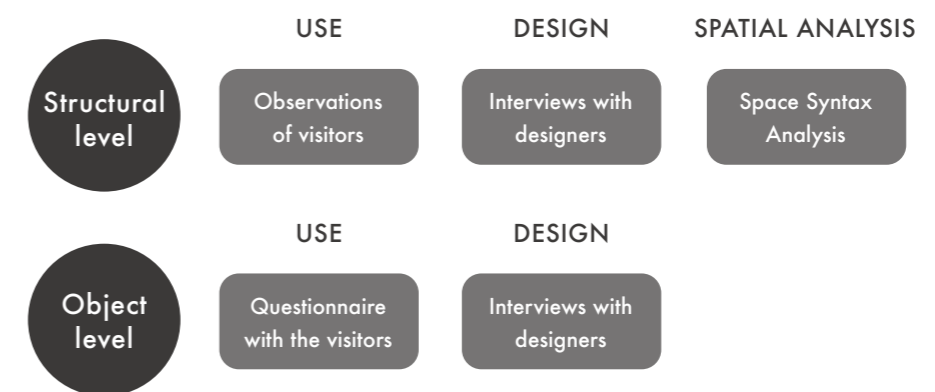 USE
DESIGN
SPATIAL ANALYSIS
Structural
level
Observations
of visitors
Interviews with
designers
Space Syntax
Analysis
USE
DESIGN
Object
level
Questionnaire
with the visitors
Interviews with
designers